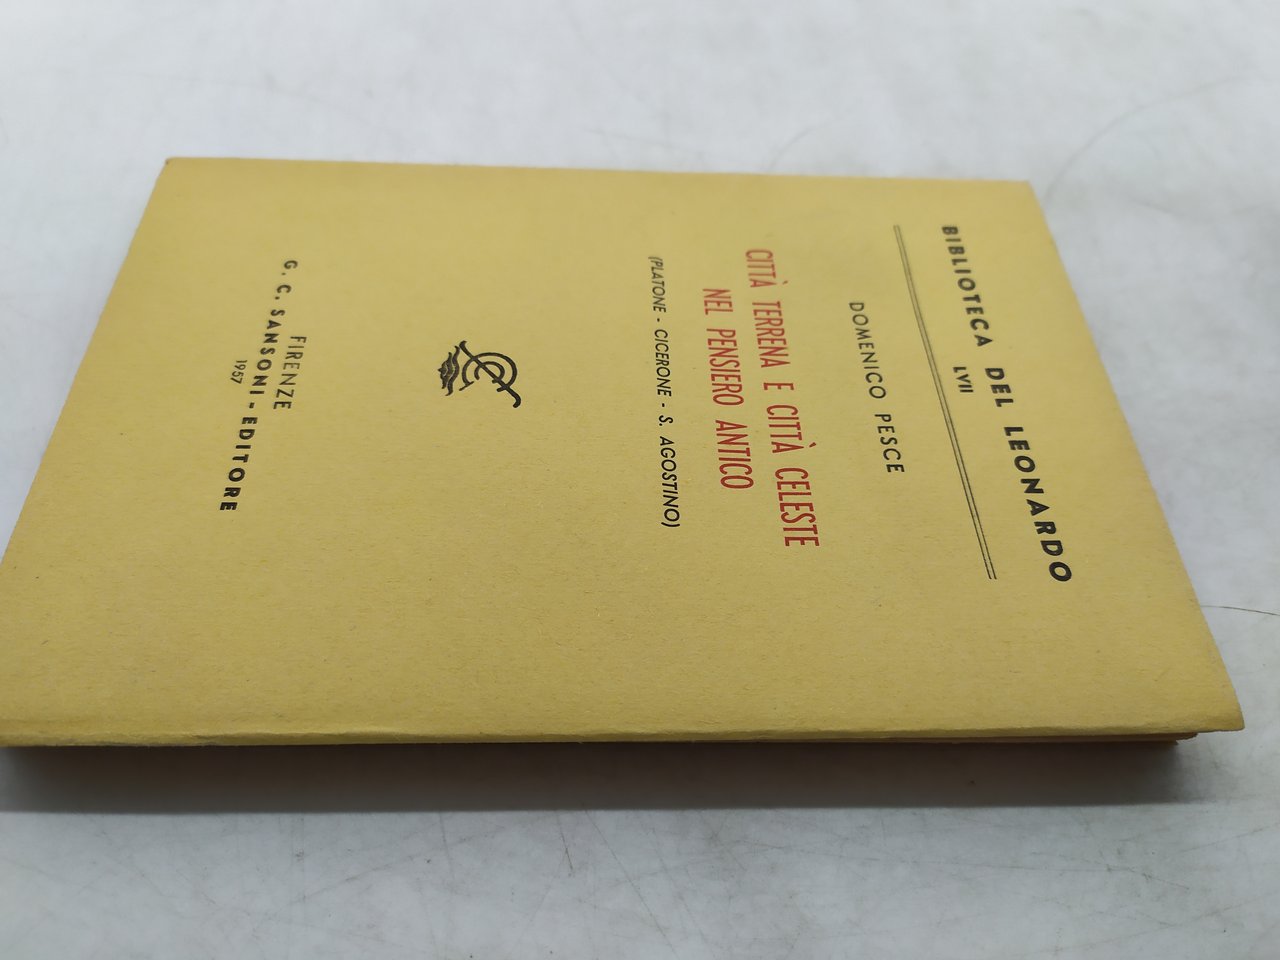 BIBLIOTECA DEL LEONARDO
LVII
DOMENICO PESCE
CITTÀ TERRENA E CITTÀ CELESTE
NEL PENSIERO ANTICO
(PLATONE - CICERONE - S. AGOSTINO)
FIRENZE
G. C. SANSONI - EDITORE
1957